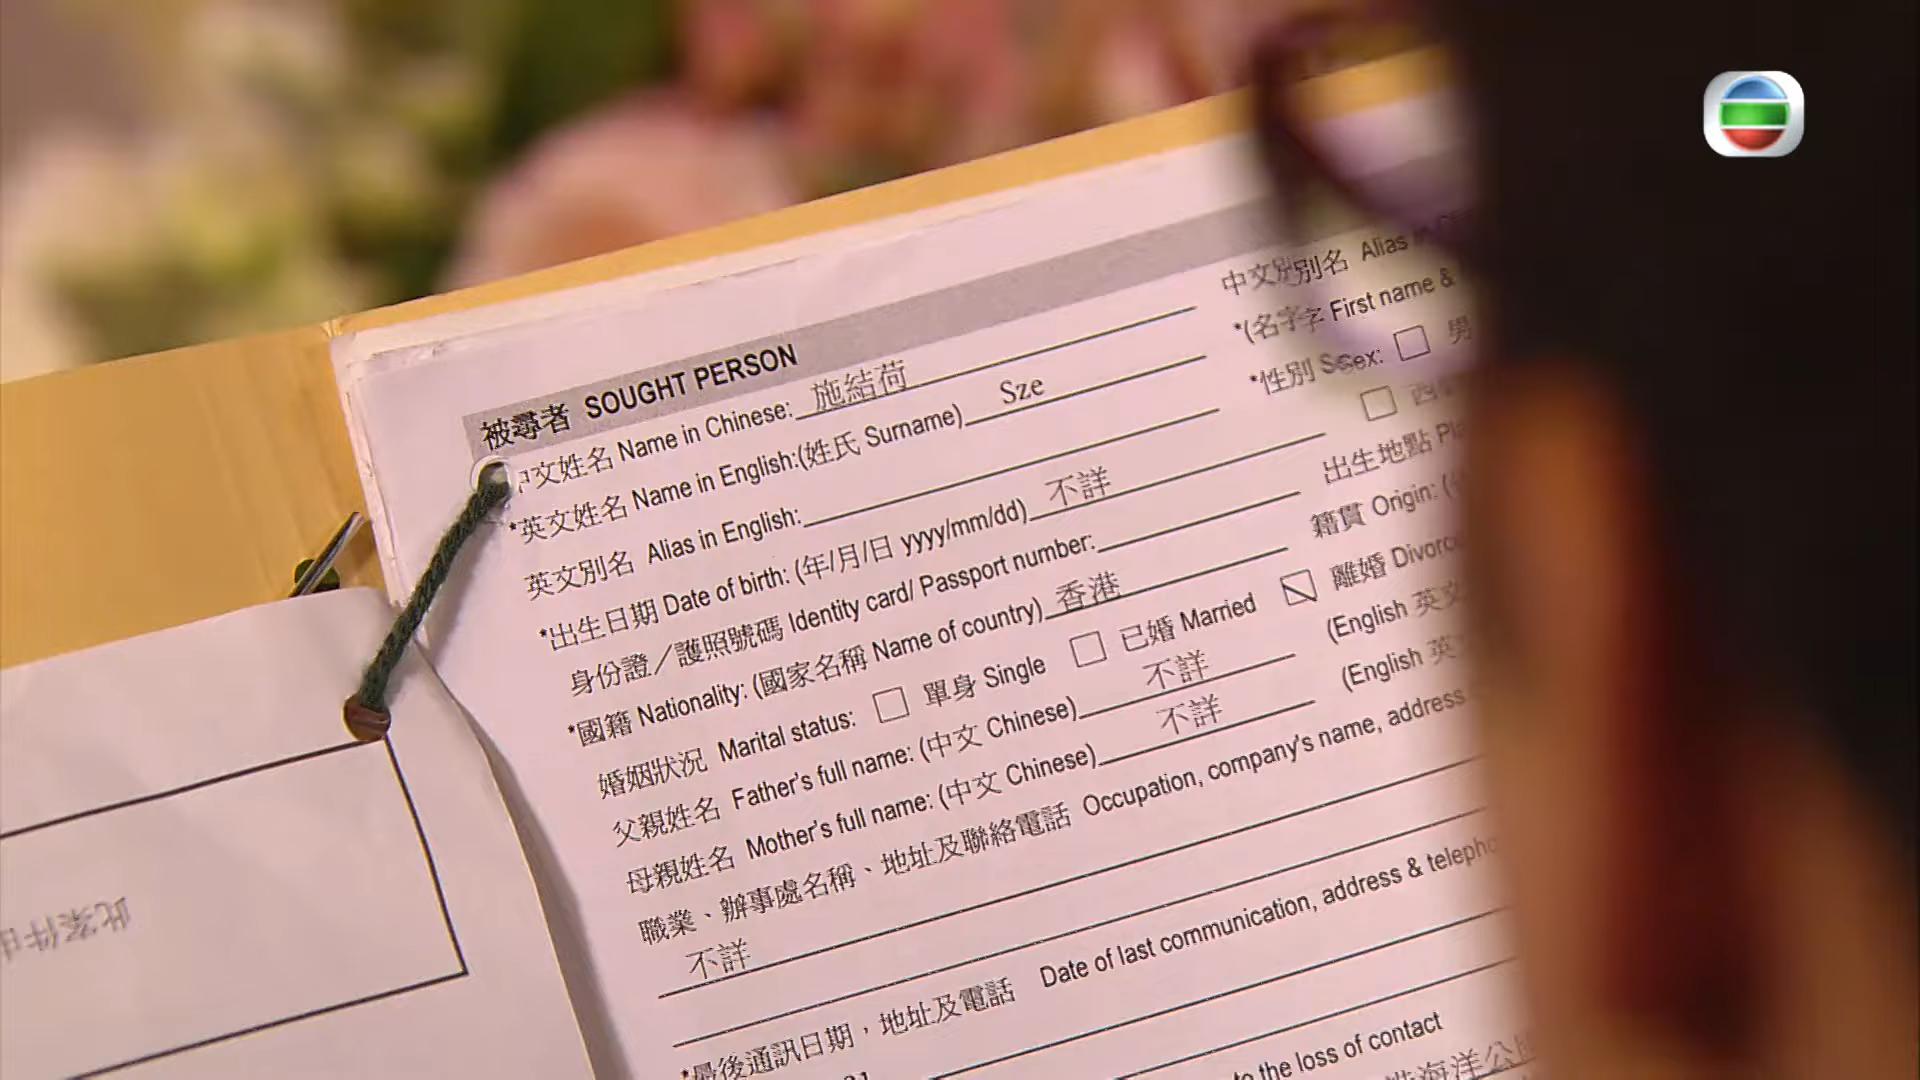 被尋者 SOUGHT PERSON
中文姓名 Name in Chinese: 施結荷
中文別名 Alias
*英文姓名 Name in English:(姓氏 Surname) Sze
*(名字 First name &
英文別名 Alias in English:
*性別 Sex: □ 男
*出生日期 Date of birth: (年/月/日 yyyy/mm/dd) 不詳
出生地點
身份證／護照號碼 Identity card/ Passport number:
籍貫 Origin: (
*國籍 Nationality: (國家名稱 Name of country) 香港
婚姻狀況 Marital status: □ 單身 Single □ 已婚 Married ☑ 離婚
父親姓名 Father's full name: (中文 Chinese) 不詳 (English 英文
母親姓名 Mother's full name: (中文 Chinese) 不詳 (English 英
職業、辦事處名稱、地址及聯絡電話 Occupation, company's name, address
不詳
*最後通訊日期，地址及電話 Date of last communication, address &
to the loss of contact
海洋公
此案件